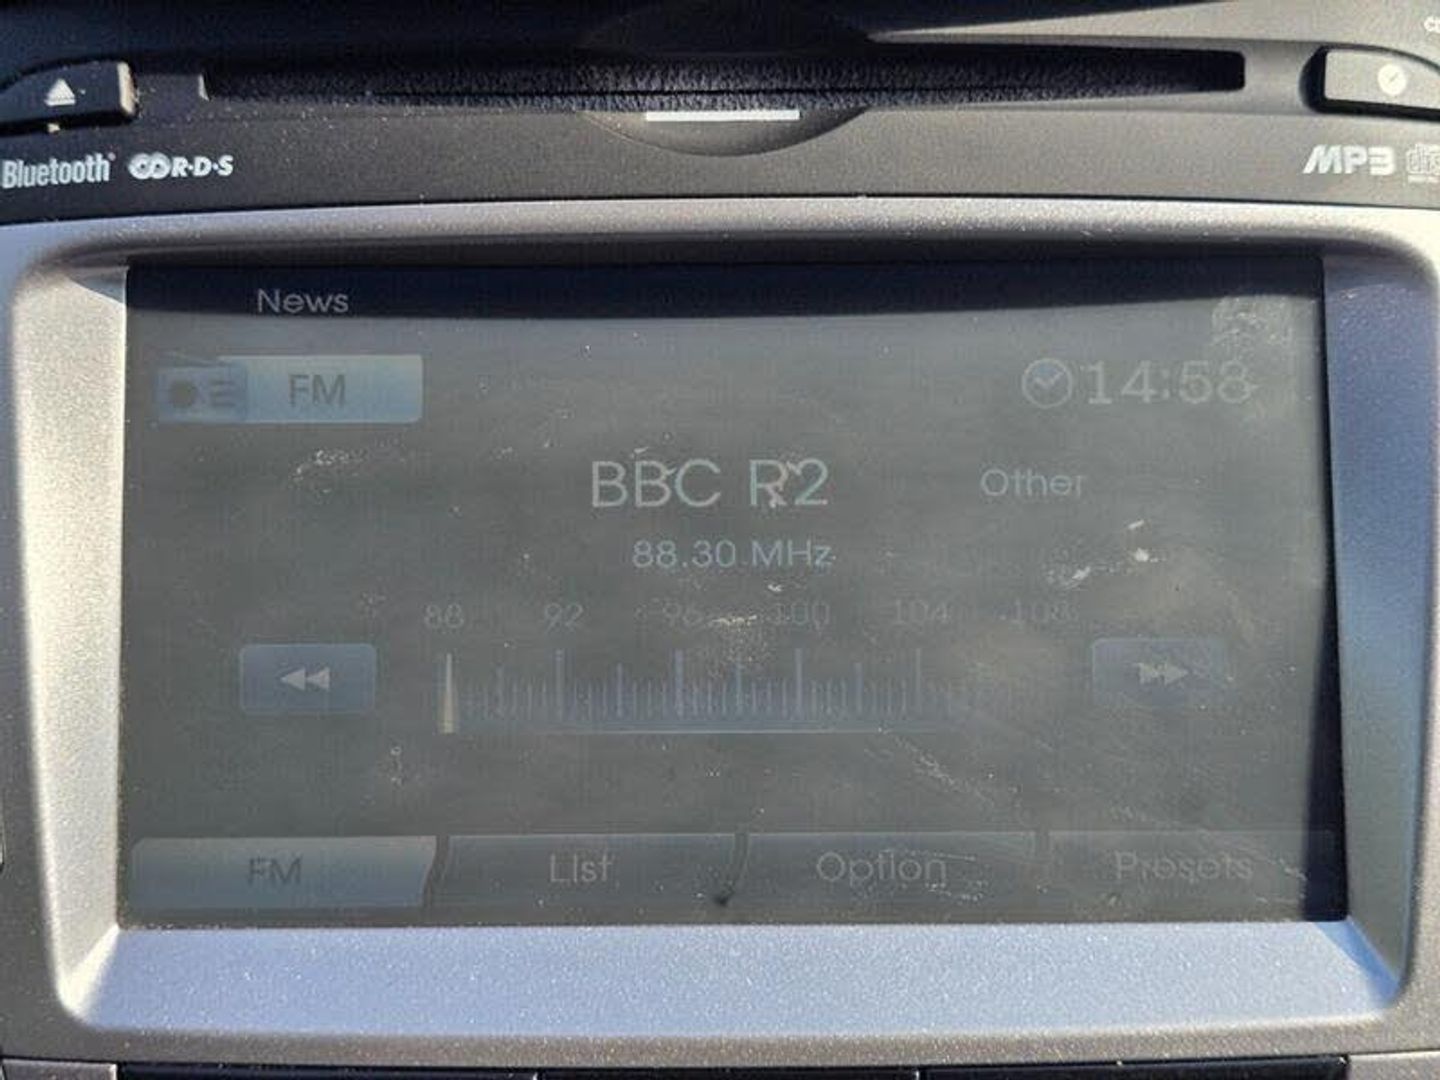 Bluetooth R·D·S MP3
News
FM 14:58
BBC R2 Other
88.30 MHz
88 92 96 100 104 108
FM List Option Presets